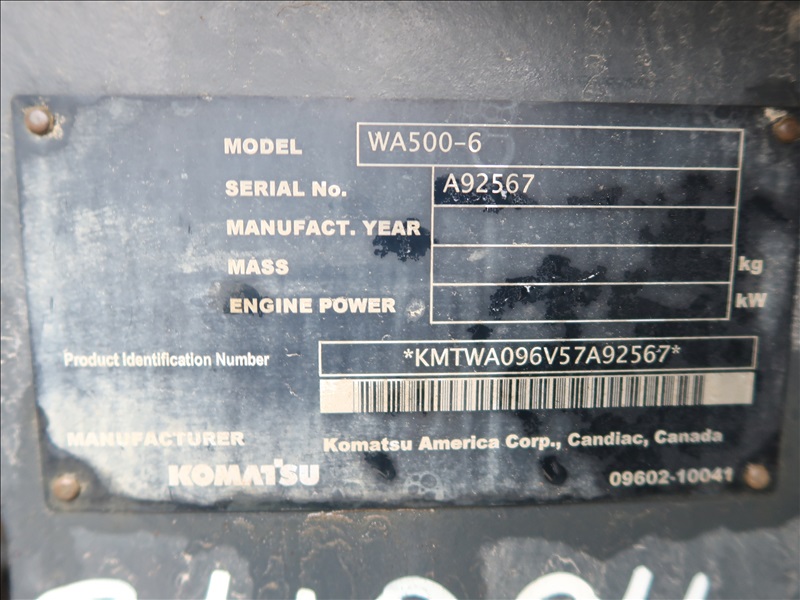 MODEL WA500-6
SERIAL No. A92567
MANUFACT. YEAR
MASS kg
ENGINE POWER kW
Product Identification Number *KMTWA096V57A92567*
MANUFACTURER Komatsu America Corp., Candiac, Canada
KOMATSU 09602-10041